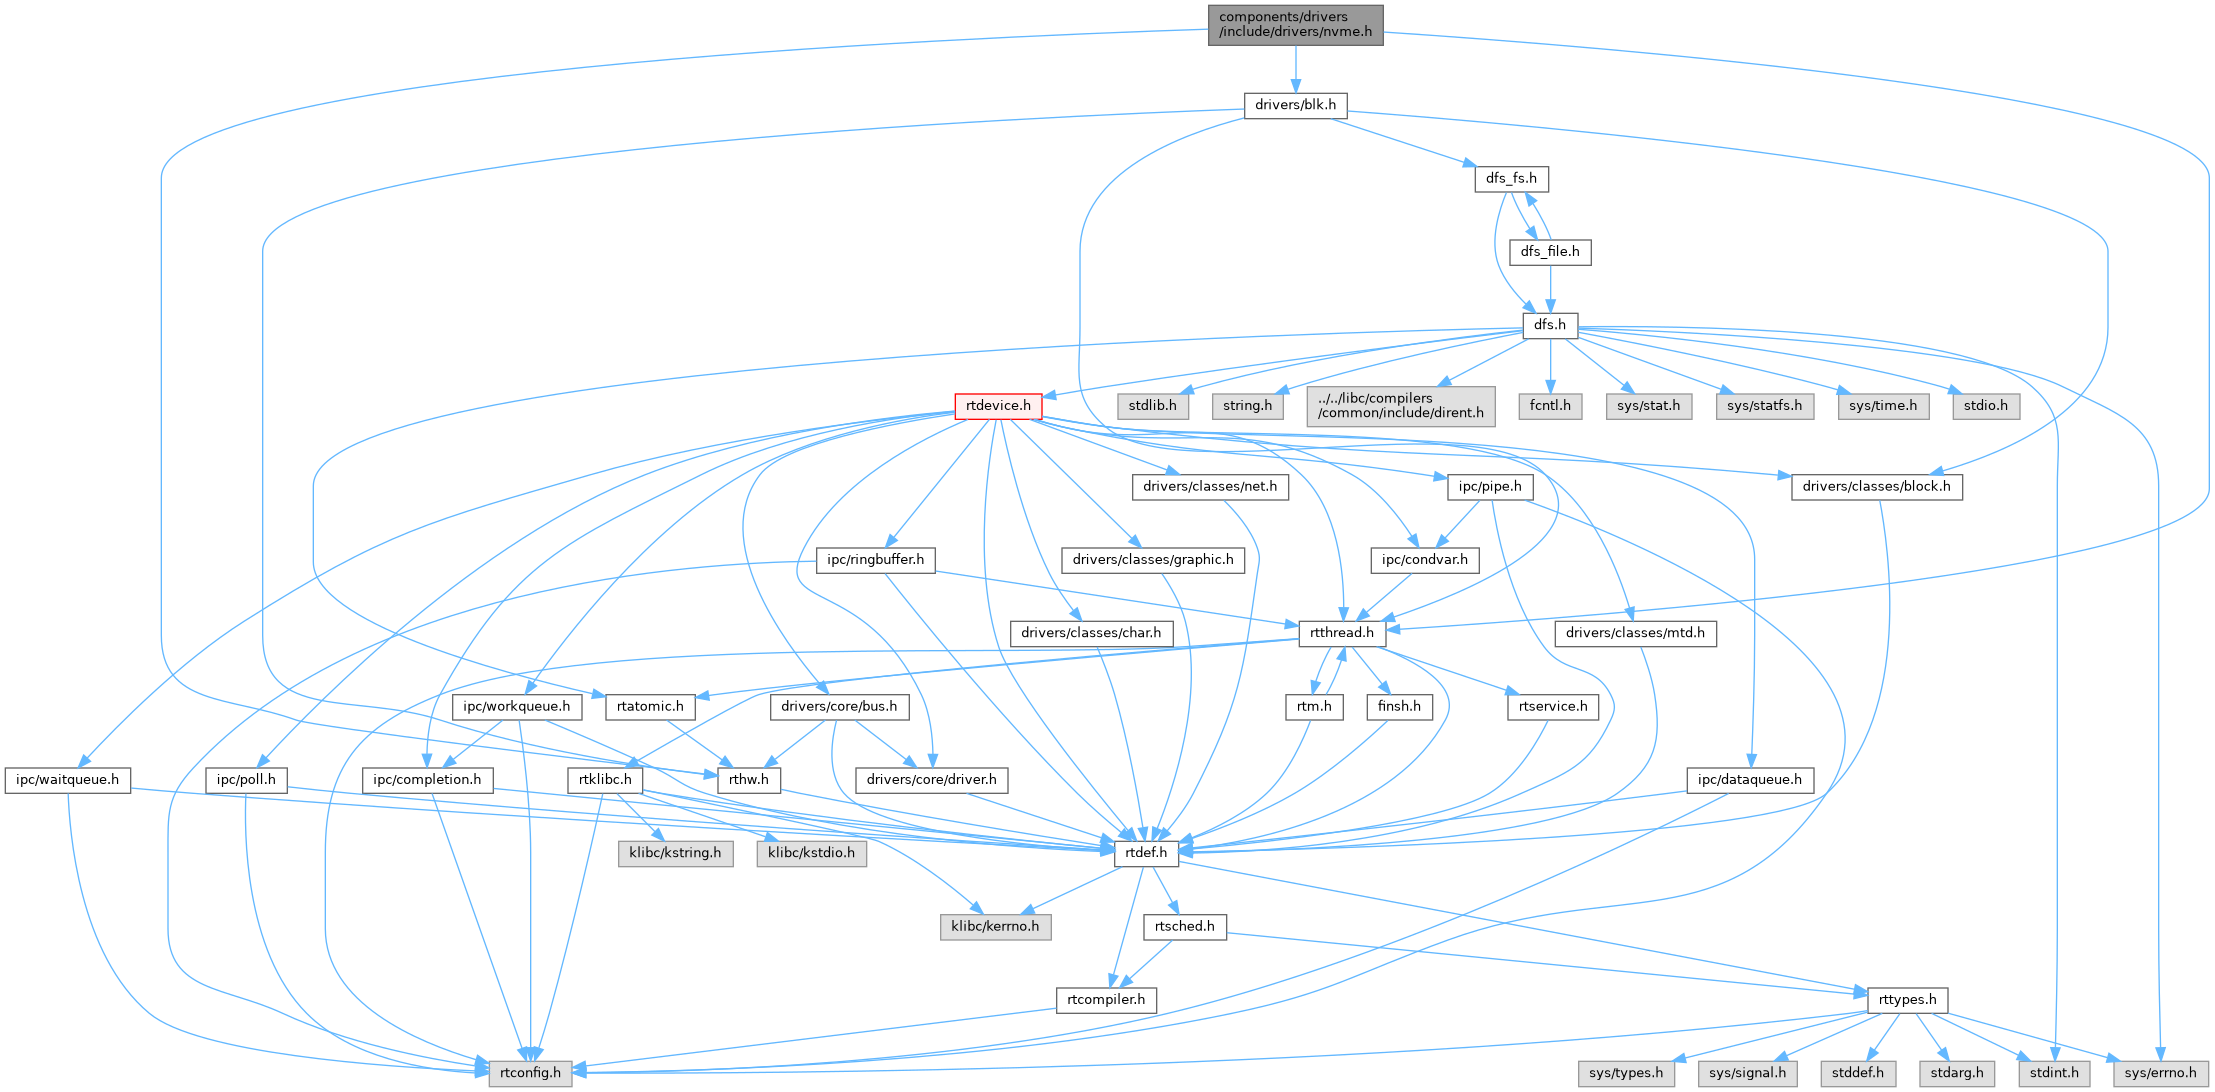 components/drivers
/include/drivers/nvme.h
drivers/blk.h
dfs_fs.h
dfs_file.h
dfs.h
rtdevice.h
stdlib.h
string.h
../../libc/compilers
/common/include/dirent.h
fcntl.h
sys/stat.h
sys/statfs.h
sys/time.h
stdio.h
drivers/classes/net.h
ipc/pipe.h
drivers/classes/block.h
ipc/ringbuffer.h
drivers/classes/graphic.h
ipc/condvar.h
drivers/classes/char.h
rtthread.h
drivers/classes/mtd.h
ipc/workqueue.h
rtatomic.h
drivers/core/bus.h
rtm.h
finsh.h
rtservice.h
ipc/waitqueue.h
ipc/poll.h
ipc/completion.h
rtklibc.h
rthw.h
drivers/core/driver.h
ipc/dataqueue.h
klibc/kstring.h
klibc/kstdio.h
rtdef.h
klibc/kerrno.h
rtsched.h
rtcompiler.h
rttypes.h
rtconfig.h
sys/types.h
sys/signal.h
stddef.h
stdarg.h
stdint.h
sys/errno.h